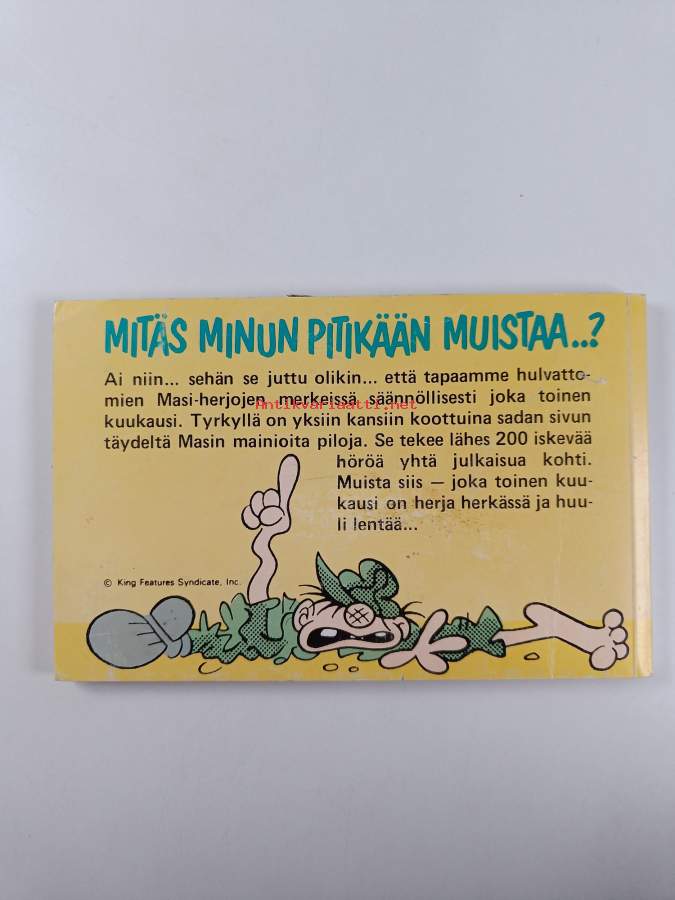 MITÄS MINUN PITIKÄÄN MUISTAA..?
Ai niin... sehän se juttu olikin... että tapaamme hulvatto-
mien Masi-herjojen merkeissä säännöllisesti joka toinen
Antikvariaatti.net
kuukausi. Tyrkyllä on yksiin kansiin koottuina sadan sivun
täydeltä Masin mainioita piloja. Se tekee lähes 200 iskevää
höröä yhtä julkaisua kohti.
Muista siis — joka toinen kuu-
kausi on herja herkässä ja huu-
li lentää...
© King Features Syndicate, Inc.